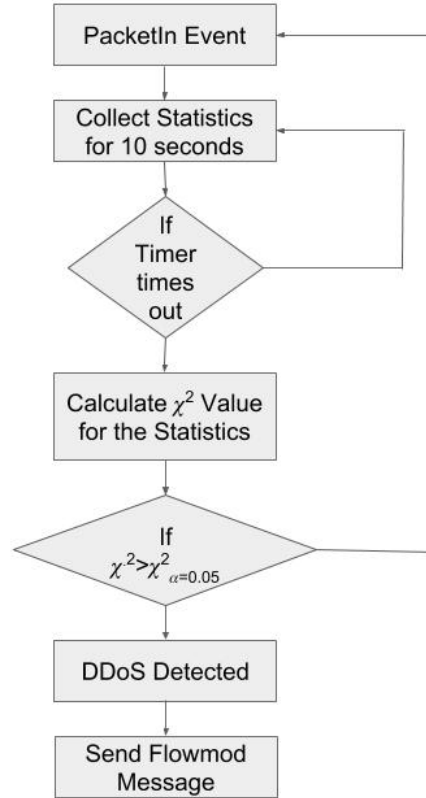 PacketIn Event
Collect Statistics
for 10 seconds
If
Timer
times
out
Calculate χ² Value
for the Statistics
If
χ²>χ²α=0.05
DDoS Detected
Send Flowmod
Message